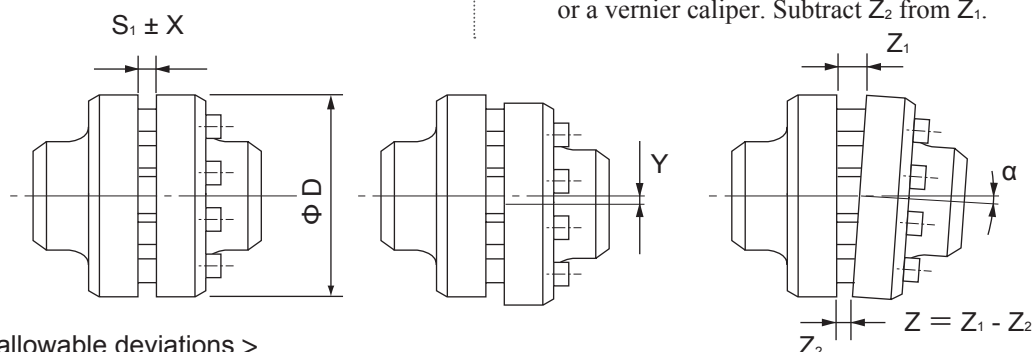 or a vernier caliper. Subtract Z₂ from Z₁.
S₁ ± X
Z₁
Φ D
Y
α
Z₂
Z = Z₁ - Z₂
allowable deviations >